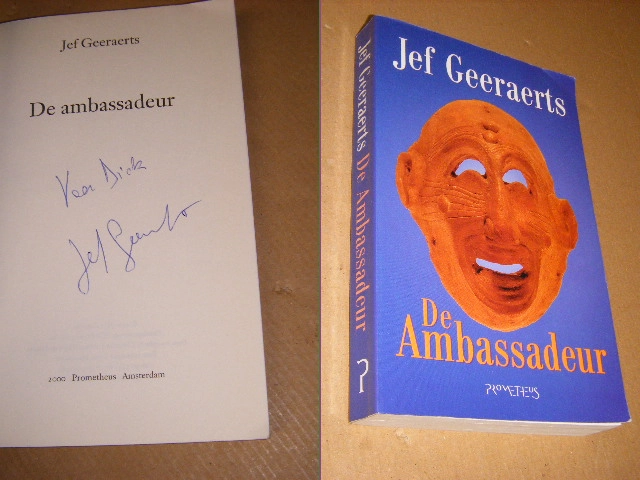 Jef Geeraerts
De ambassadeur
Voor Dick
Jef Geeraerts
2000 Prometheus Amsterdam
Jef Geeraerts De Ambassadeur
P
Jef Geeraerts
De
Ambassadeur
PROMETHEUS